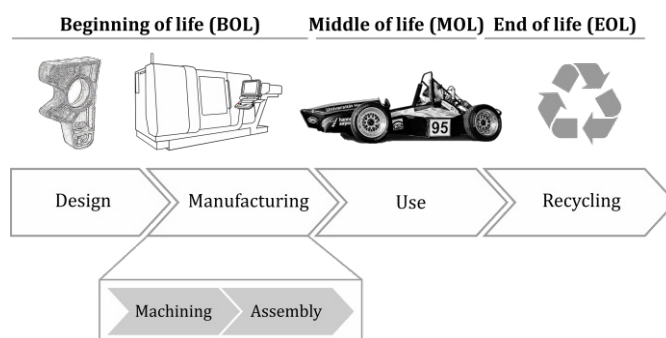 Beginning of life (BOL)
Middle of life (MOL)
End of life (EOL)
95
Design
Manufacturing
Use
Recycling
Machining
Assembly